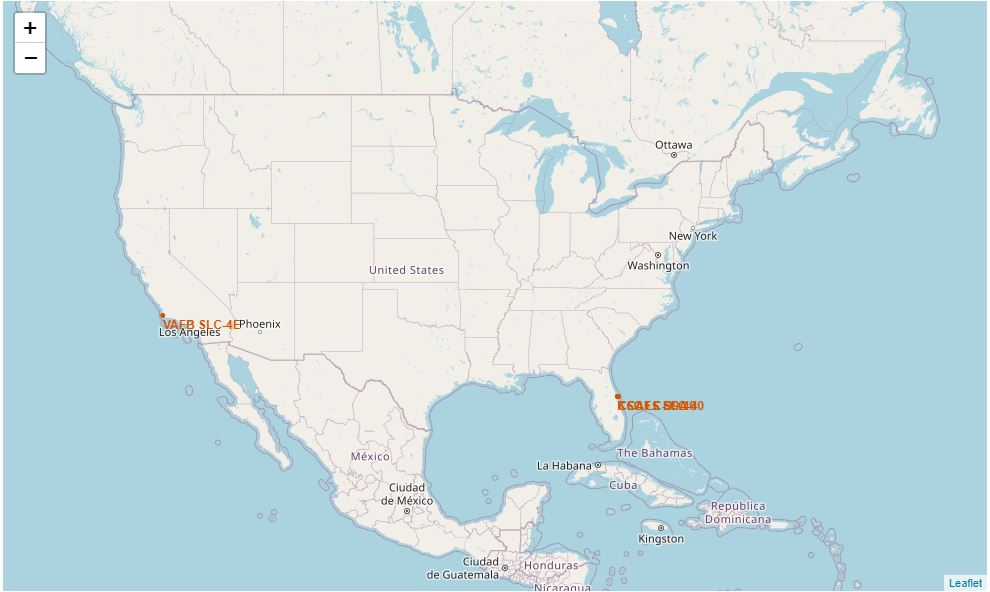 +
−
Ottawa
New York
Washington
United States
VAFB SLC-4E
Phoenix
Los Angeles
México
The Bahamas
La Habana
Cuba
Ciudad
de México
República
Dominicana
Kingston
Ciudad
de Guatemala
Honduras
Nicaragua
Leaflet